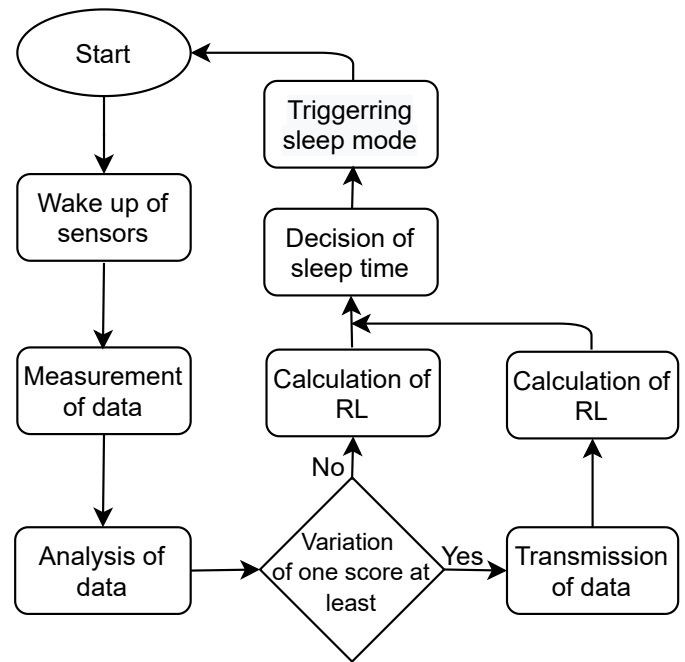 Start
Wake up of
sensors
Measurement
of data
Analysis of
data
Variation
of one score at
least
No
Yes
Calculation of
RL
Transmission
of data
Calculation of
RL
Decision of
sleep time
Triggerring
sleep mode